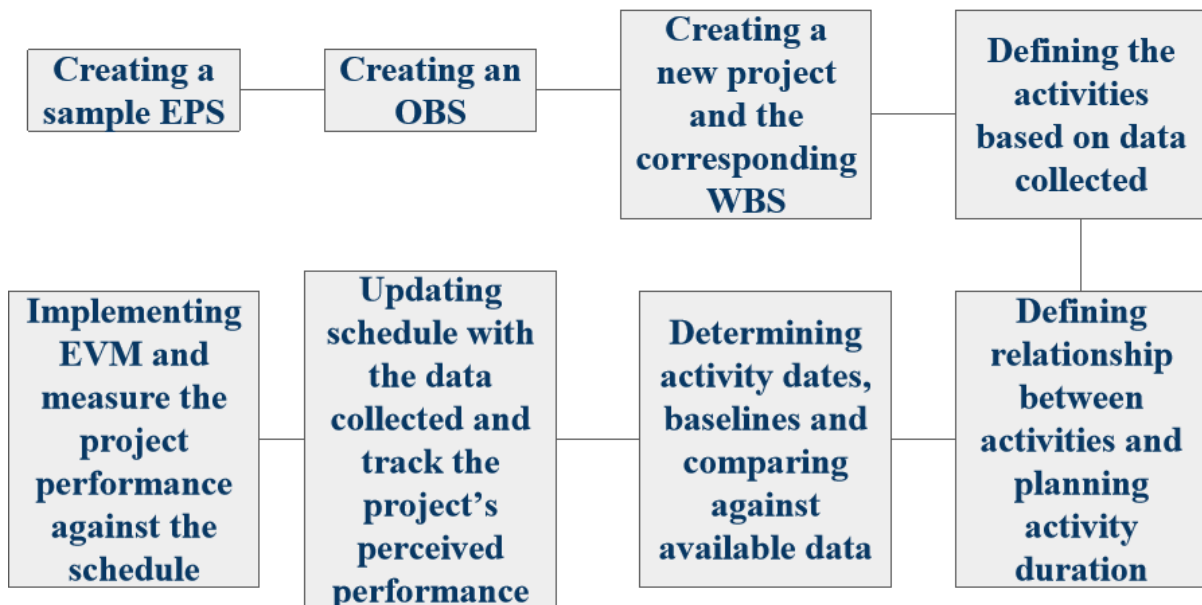 Creating a
sample EPS
Creating an
OBS
Creating a
new project
and the
corresponding
WBS
Defining the
activities
based on data
collected
Implementing
EVM and
measure the
project
performance
against the
schedule
Updating
schedule with
the data
collected and
track the
project’s
perceived
performance
Determining
activity dates,
baselines and
comparing
against
available data
Defining
relationship
between
activities and
planning
activity
duration